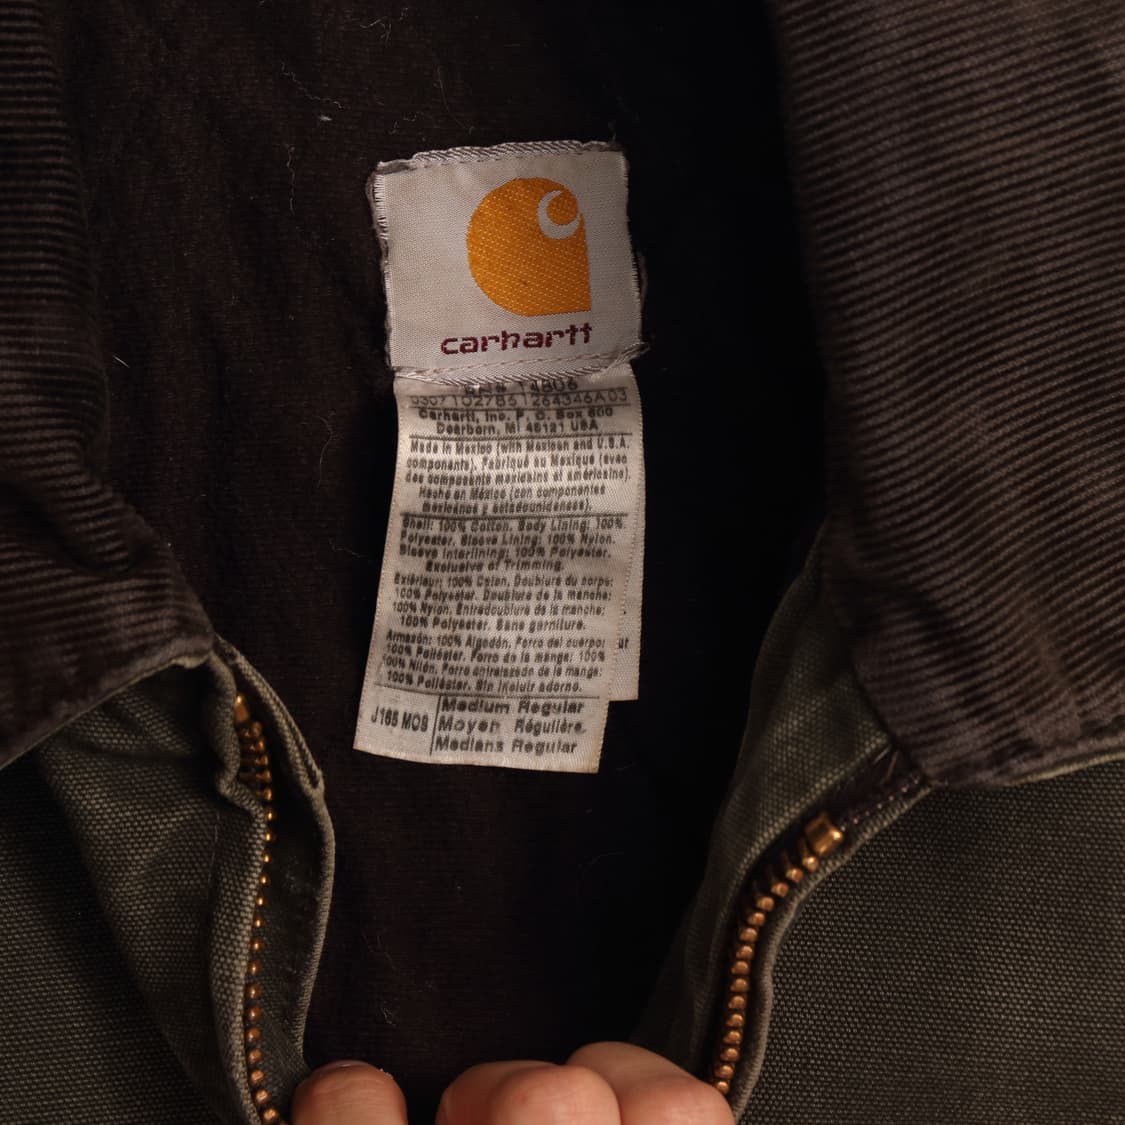 carhartt
14806
Carhartt, Inc. P. O. Box 600
Dearborn, MI 48121 USA
Made in Mexico (with Mexican and U.S.A.
components). Fabriqué au Mexique (avec
des composants mexicains et américains).
Hecho en México (con componentes
mexicanos y estadounidenses).
Shell: 100% Cotton. Body Lining: 100%
Polyester. Sleeve Lining: 100% Nylon.
Sleeve Interlining: 100% Polyester.
Exclusive of Trimming.
Extérieur: 100% Coton. Doublure du corps:
100% Polyester. Doublure de la manche:
100% Nylon. Entredoublure de la manche:
100% Polyester. Sans garniture.
Armazón: 100% Algodón. Forro del cuerpo:
100% Poliéster. Forro de la manga: 100%
100% Nilón. Forro entrelazado de la manga:
100% Poliéster. Sin incluir adorno.
J165 MOS
Medium Regular
Moyen Régulière
Mediana Regular